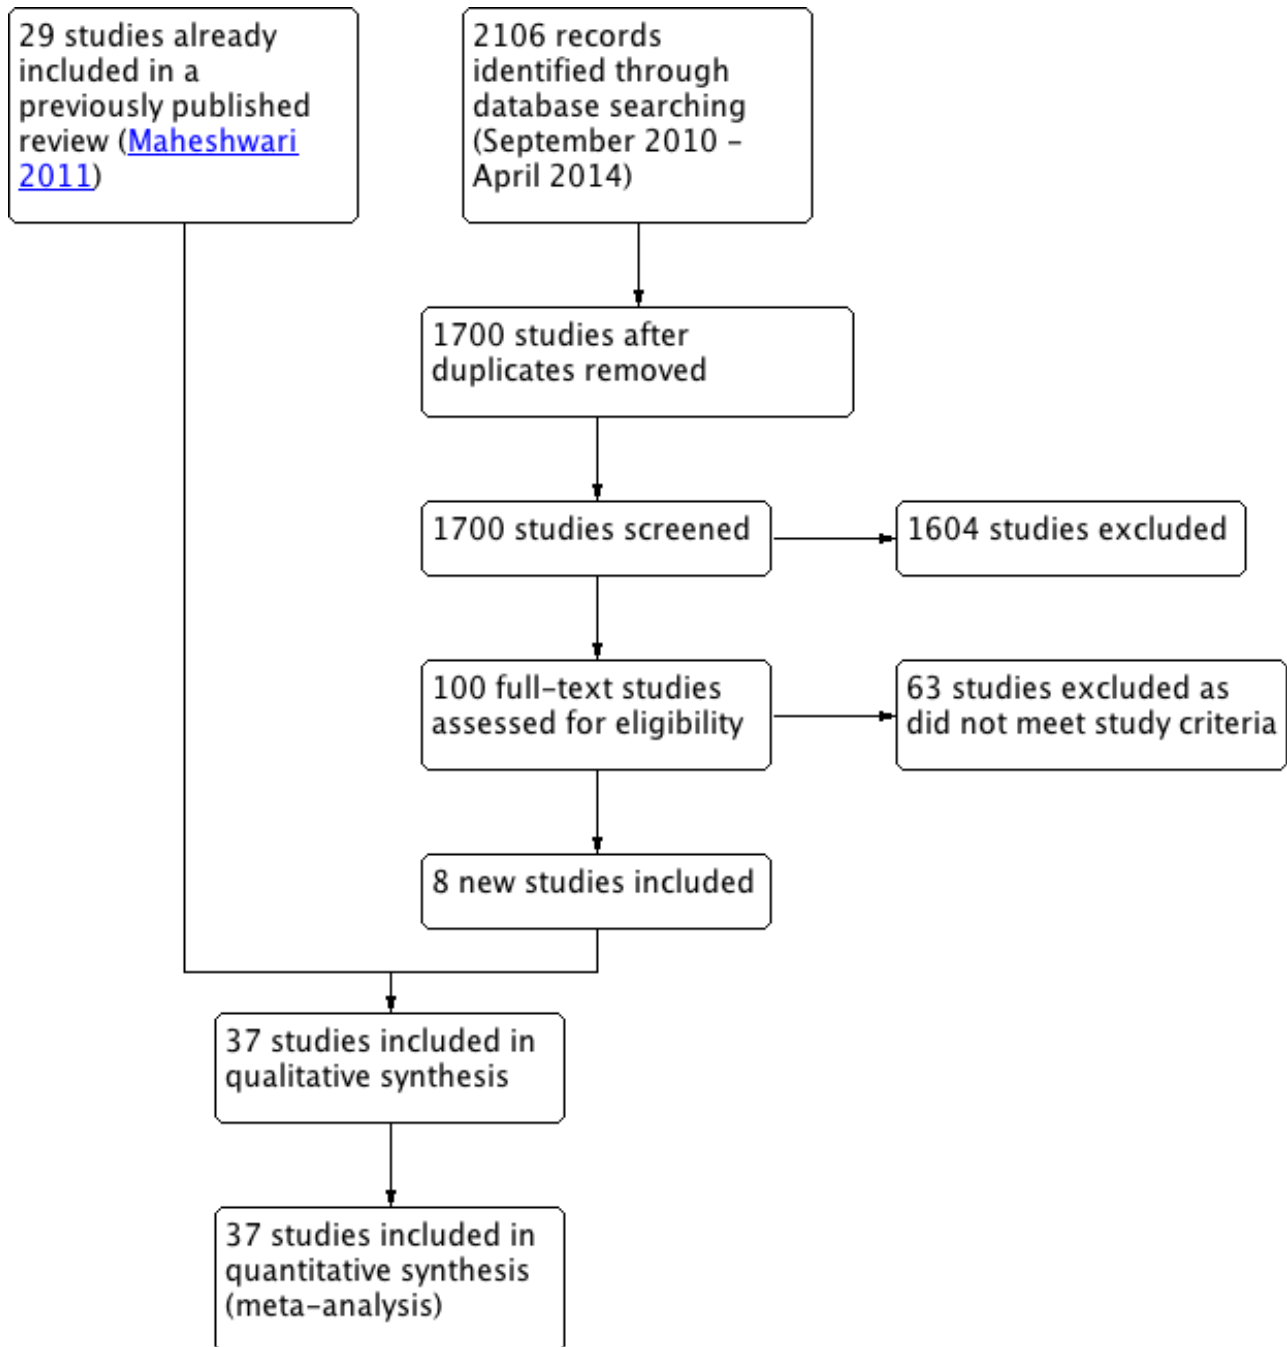 29 studies already
included in a
previously published
review (Maheshwari
2011)
2106 records
identified through
database searching
(September 2010 –
April 2014)
1700 studies after
duplicates removed
1700 studies screened
1604 studies excluded
100 full-text studies
assessed for eligibility
63 studies excluded as
did not meet study criteria
8 new studies included
37 studies included in
qualitative synthesis
37 studies included in
quantitative synthesis
(meta-analysis)